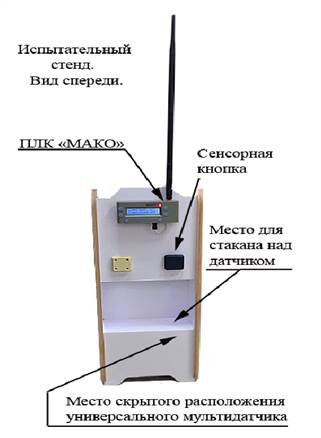 Испытательный
стенд.
Вид спереди.
ПЛК «МАКО»
Сенсорная
кнопка
Место для
стакана над
датчиком
Место скрытого расположения
универсального мультидатчика